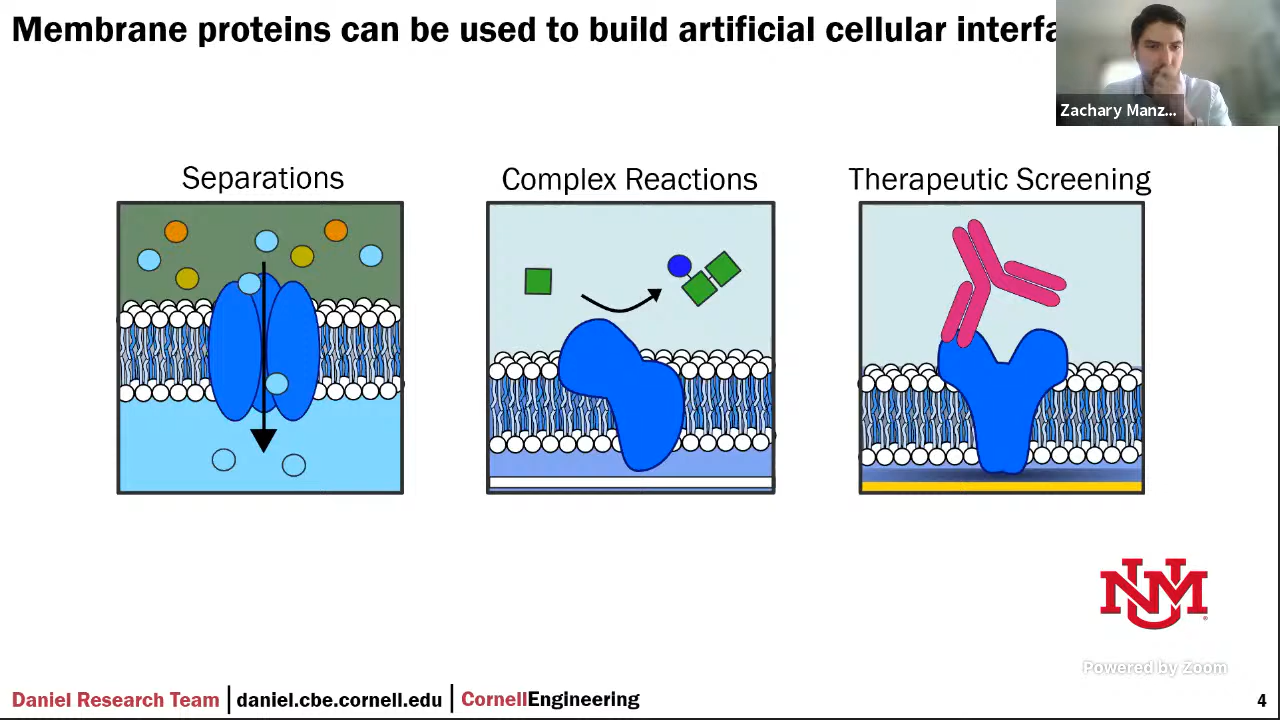 Membrane proteins can be used to build artificial cellular interfa
Zachary Manz...
Separations
Complex Reactions
Therapeutic Screening
UNM
Powered by Zoom
Daniel Research Team | daniel.cbe.cornell.edu | CornellEngineering
4